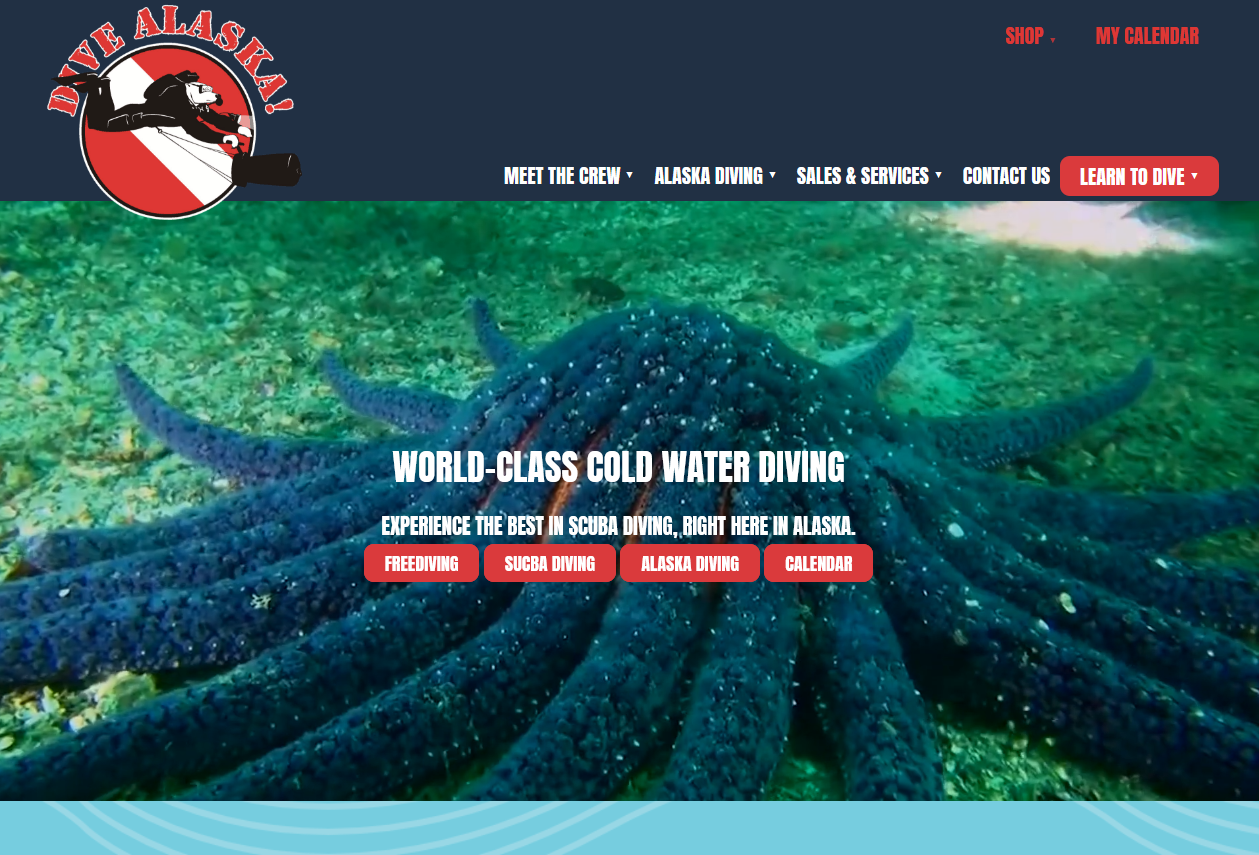 DIVE ALASKA!
SHOP ▾ MY CALENDAR
MEET THE CREW ▾ ALASKA DIVING ▾ SALES & SERVICES ▾ CONTACT US LEARN TO DIVE ▾
WORLD-CLASS COLD WATER DIVING
EXPERIENCE THE BEST IN SCUBA DIVING, RIGHT HERE IN ALASKA.
FREEDIVING SUCBA DIVING ALASKA DIVING CALENDAR